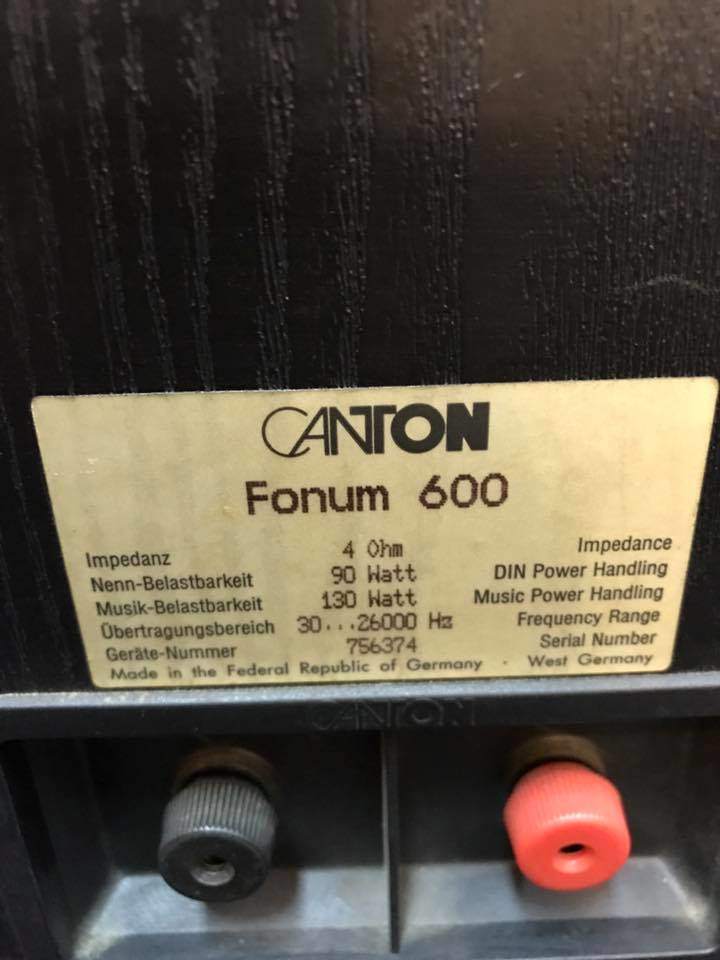 CANTON
Fonum 600
Impedanz 4 Ohm Impedance
Nenn-Belastbarkeit 90 Watt DIN Power Handling
Musik-Belastbarkeit 130 Watt Music Power Handling
Übertragungsbereich 30...26000 Hz Frequency Range
Geräte-Nummer 756374 Serial Number
Made in the Federal Republic of Germany · West Germany
CANTON